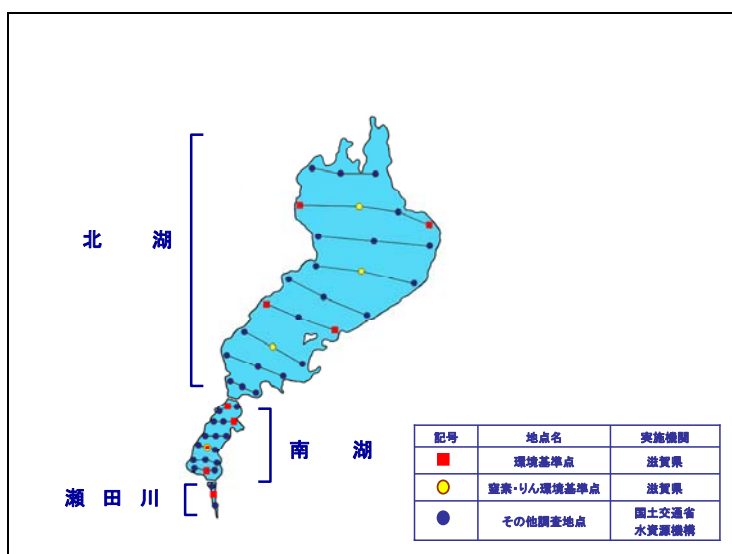 北 湖
南 湖
瀬 田 川
記号 地点名 実施機関
環境基準点 滋賀県
窒素・りん環境基準点 滋賀県
その他調査地点 国土交通省
水資源機構